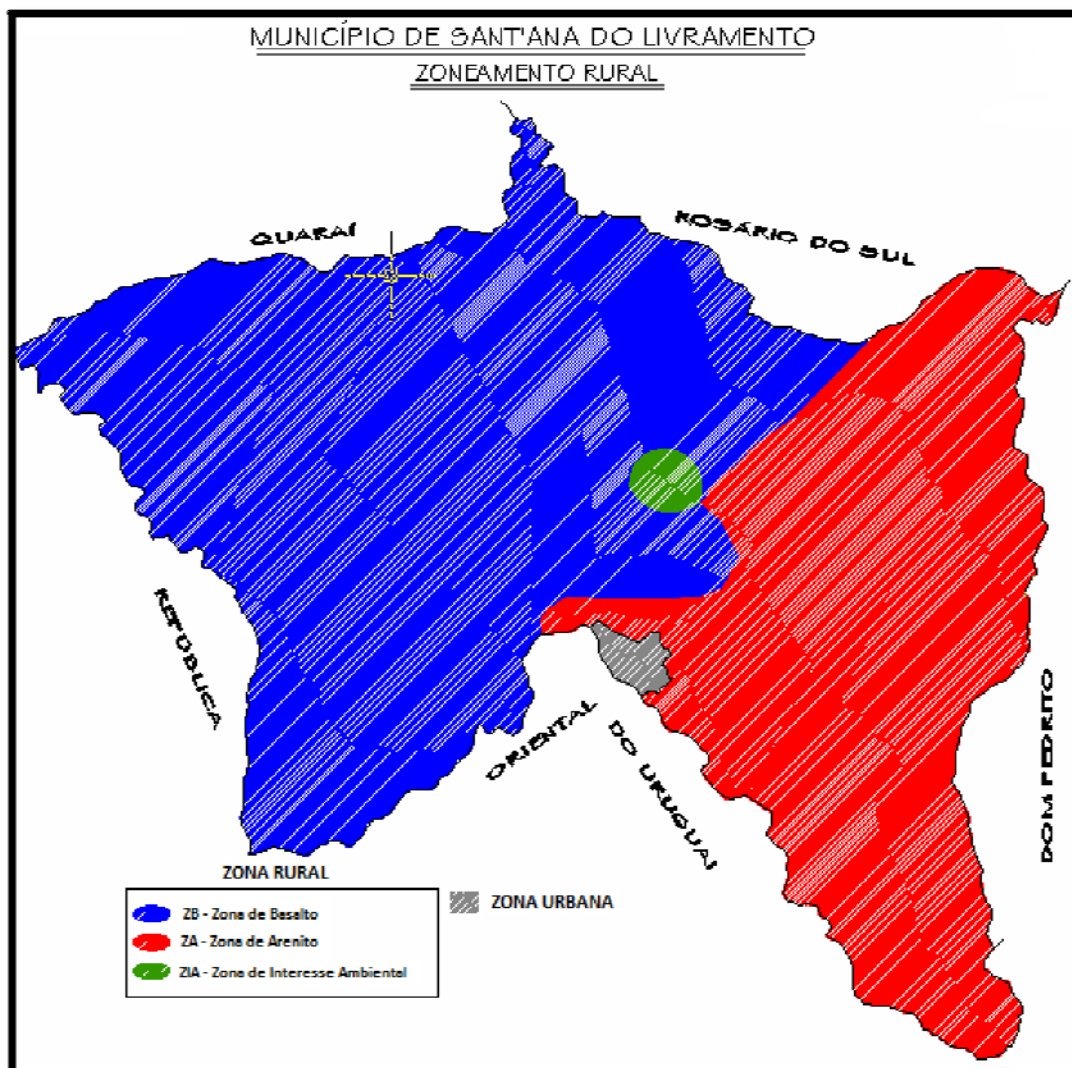 MUNICÍPIO DE SANT'ANA DO LIVRAMENTO
ZONEAMENTO RURAL
QUARAÍ
ROSÁRIO DO SUL
REPÚBLICA
ORIENTAL
DO URUGUAI
DOM PEDRITO
ZONA RURAL
ZB - Zona de Basalto
ZA - Zona de Arenito
ZIA - Zona de Interesse Ambiental
ZONA URBANA